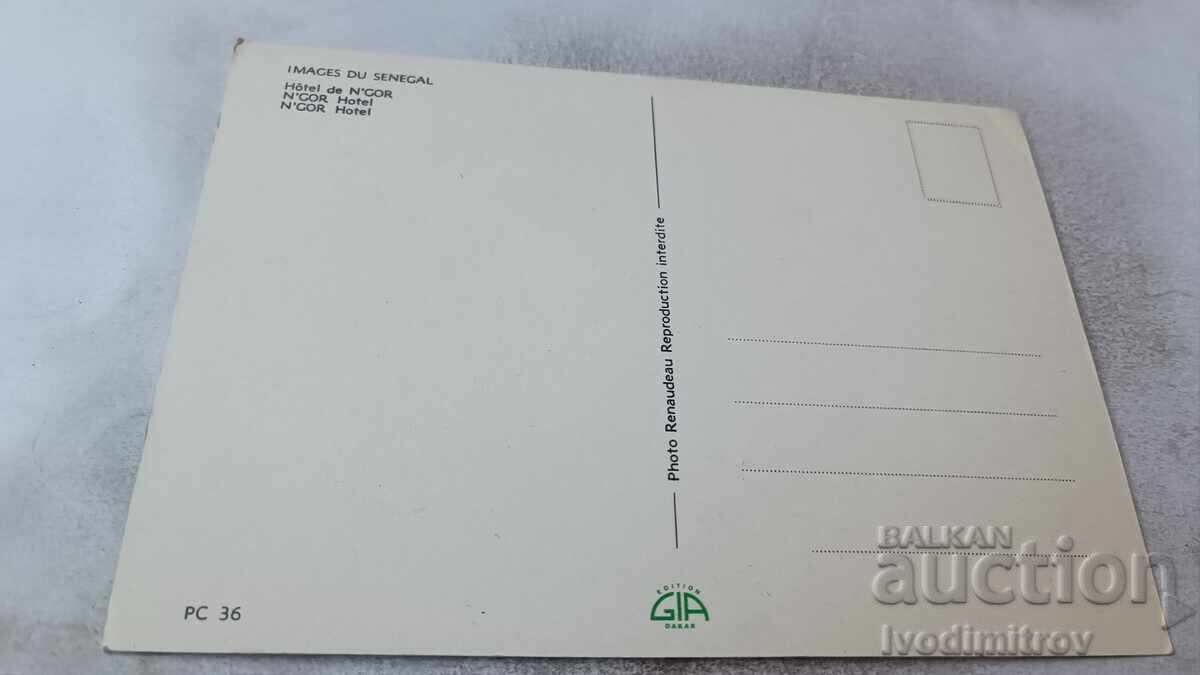 IMAGES DU SENEGAL
Hôtel de N'GOR
N'GOR Hotel
N'GOR Hotel
Photo Renaudeau Reproduction interdite
PC 36
EDITION
GIA
DAKAR
BALKAN
auction
Ivodimitrov